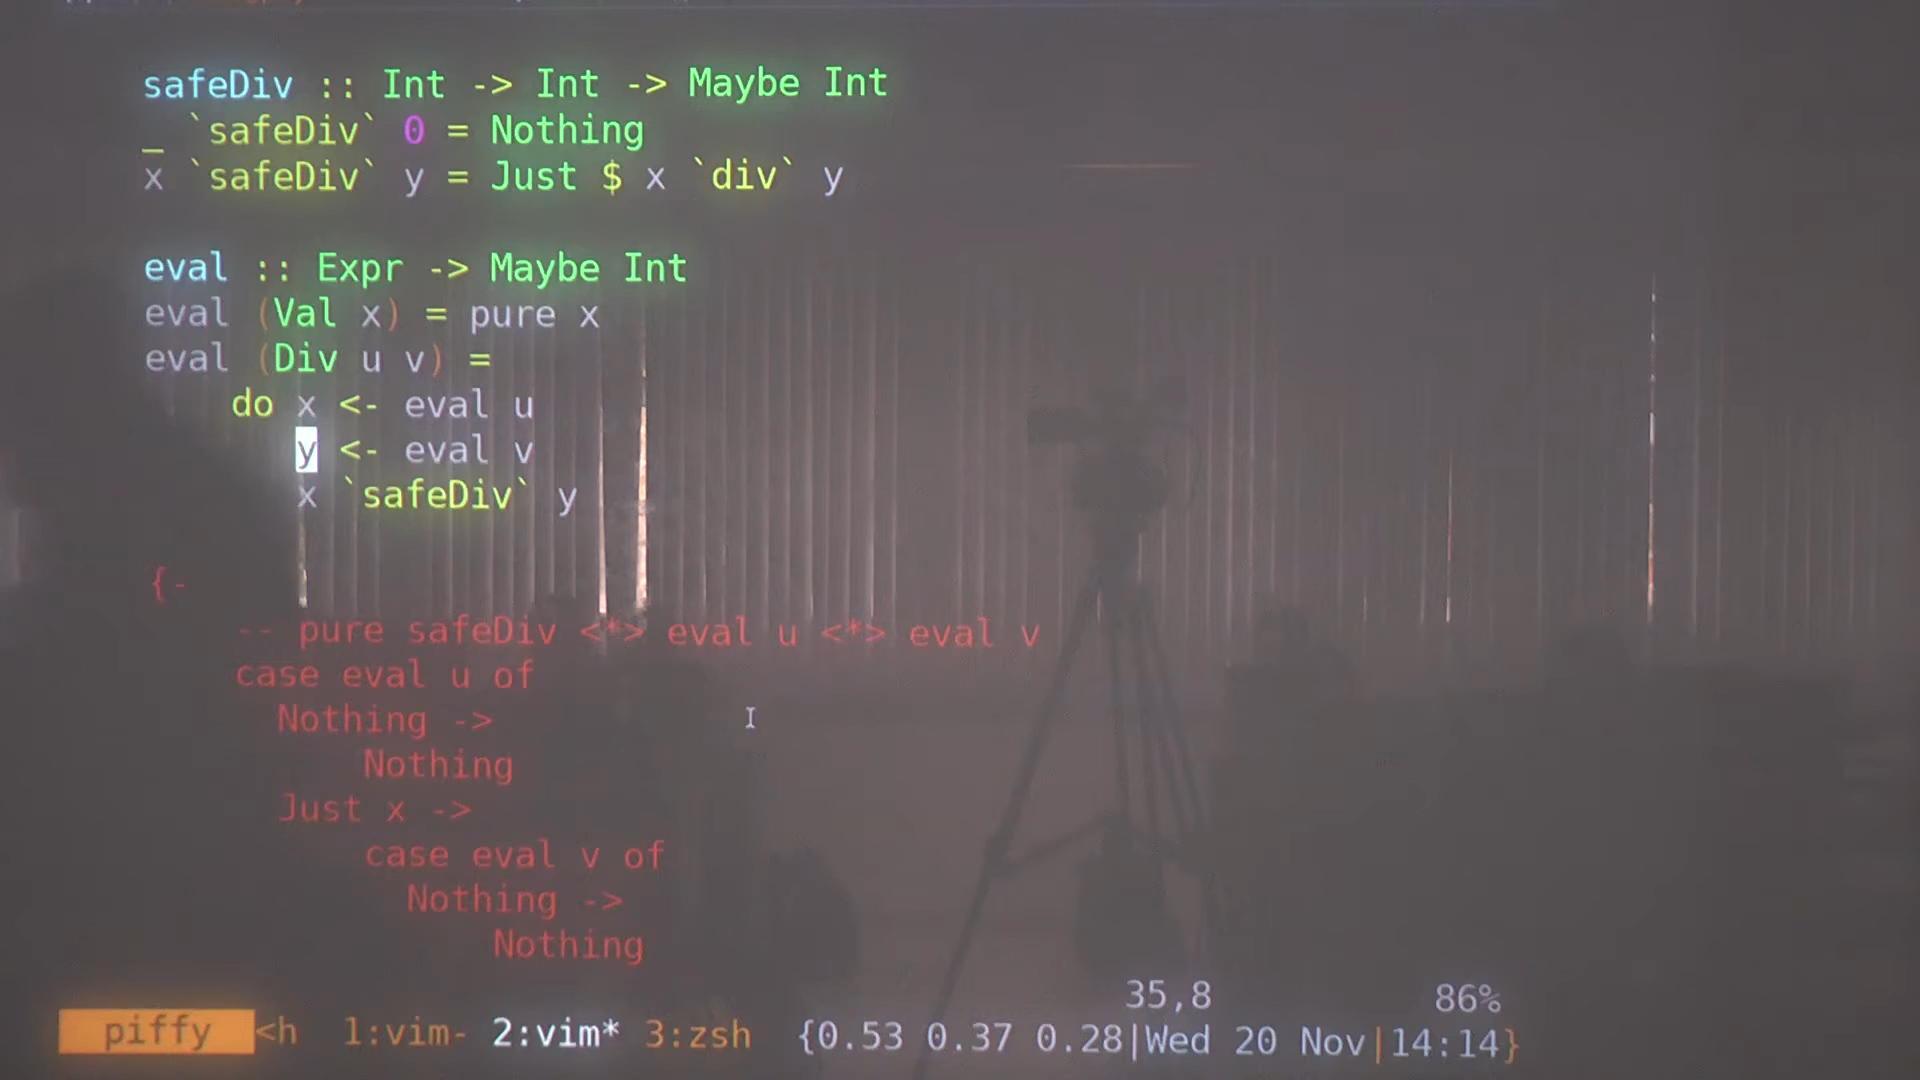 safeDiv :: Int -> Int -> Maybe Int
_ `safeDiv` 0 = Nothing
x `safeDiv` y = Just $ x `div` y
eval :: Expr -> Maybe Int
eval (Val x) = pure x
eval (Div u v) =
do x <- eval u
y <- eval v
x `safeDiv` y
{-
-- pure safeDiv <*> eval u <*> eval v
case eval u of
Nothing ->
Nothing
Just x ->
case eval v of
Nothing ->
Nothing
35,8 86%
piffy <h 1:vim- 2:vim* 3:zsh {0.53 0.37 0.28|Wed 20 Nov|14:14}